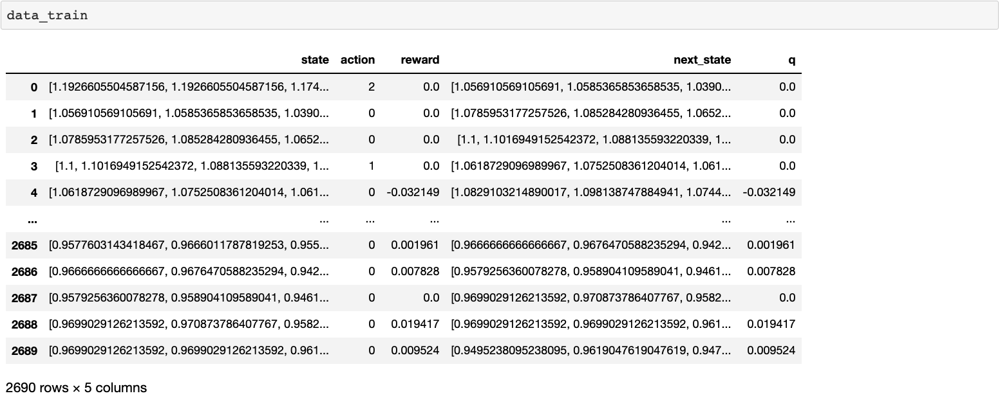 data_train
state action reward next_state q
0 [1.1926605504587156, 1.1926605504587156, 1.174... 2 0.0 [1.056910569105691, 1.0585365853658535, 1.0390... 0.0
1 [1.056910569105691, 1.0585365853658535, 1.0390... 0 0.0 [1.0785953177257526, 1.085284280936455, 1.0652... 0.0
2 [1.0785953177257526, 1.085284280936455, 1.0652... 0 0.0 [1.1, 1.1016949152542372, 1.088135593220339, 1... 0.0
3 [1.1, 1.1016949152542372, 1.088135593220339, 1... 1 0.0 [1.0618729096989967, 1.0752508361204014, 1.061... 0.0
4 [1.0618729096989967, 1.0752508361204014, 1.061... 0 -0.032149 [1.0829103214890017, 1.098138747884941, 1.0744... -0.032149
... ... ... ... ... ...
2685 [0.9577603143418467, 0.9666011787819253, 0.955... 0 0.001961 [0.9666666666666667, 0.9676470588235294, 0.942... 0.001961
2686 [0.9666666666666667, 0.9676470588235294, 0.942... 0 0.007828 [0.9579256360078278, 0.958904109589041, 0.9461... 0.007828
2687 [0.9579256360078278, 0.958904109589041, 0.9461... 0 0.0 [0.9699029126213592, 0.970873786407767, 0.9582... 0.0
2688 [0.9699029126213592, 0.970873786407767, 0.9582... 0 0.019417 [0.9699029126213592, 0.9699029126213592, 0.961... 0.019417
2689 [0.9699029126213592, 0.9699029126213592, 0.961... 0 0.009524 [0.9495238095238095, 0.9619047619047619, 0.947... 0.009524
2690 rows × 5 columns